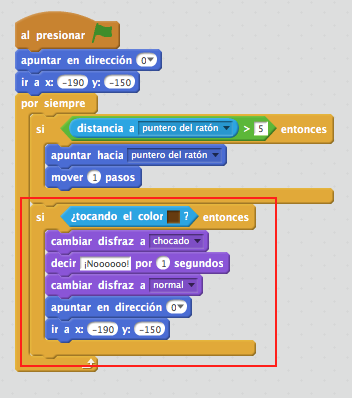 al presionar
apuntar en dirección 0
ir a x: -190 y: -150
por siempre
si distancia a puntero del ratón > 5 entonces
apuntar hacia puntero del ratón
mover 1 pasos
si ¿tocando el color ? entonces
cambiar disfraz a chocado
decir ¡Noooooo! por 1 segundos
cambiar disfraz a normal
apuntar en dirección 0
ir a x: -190 y: -150